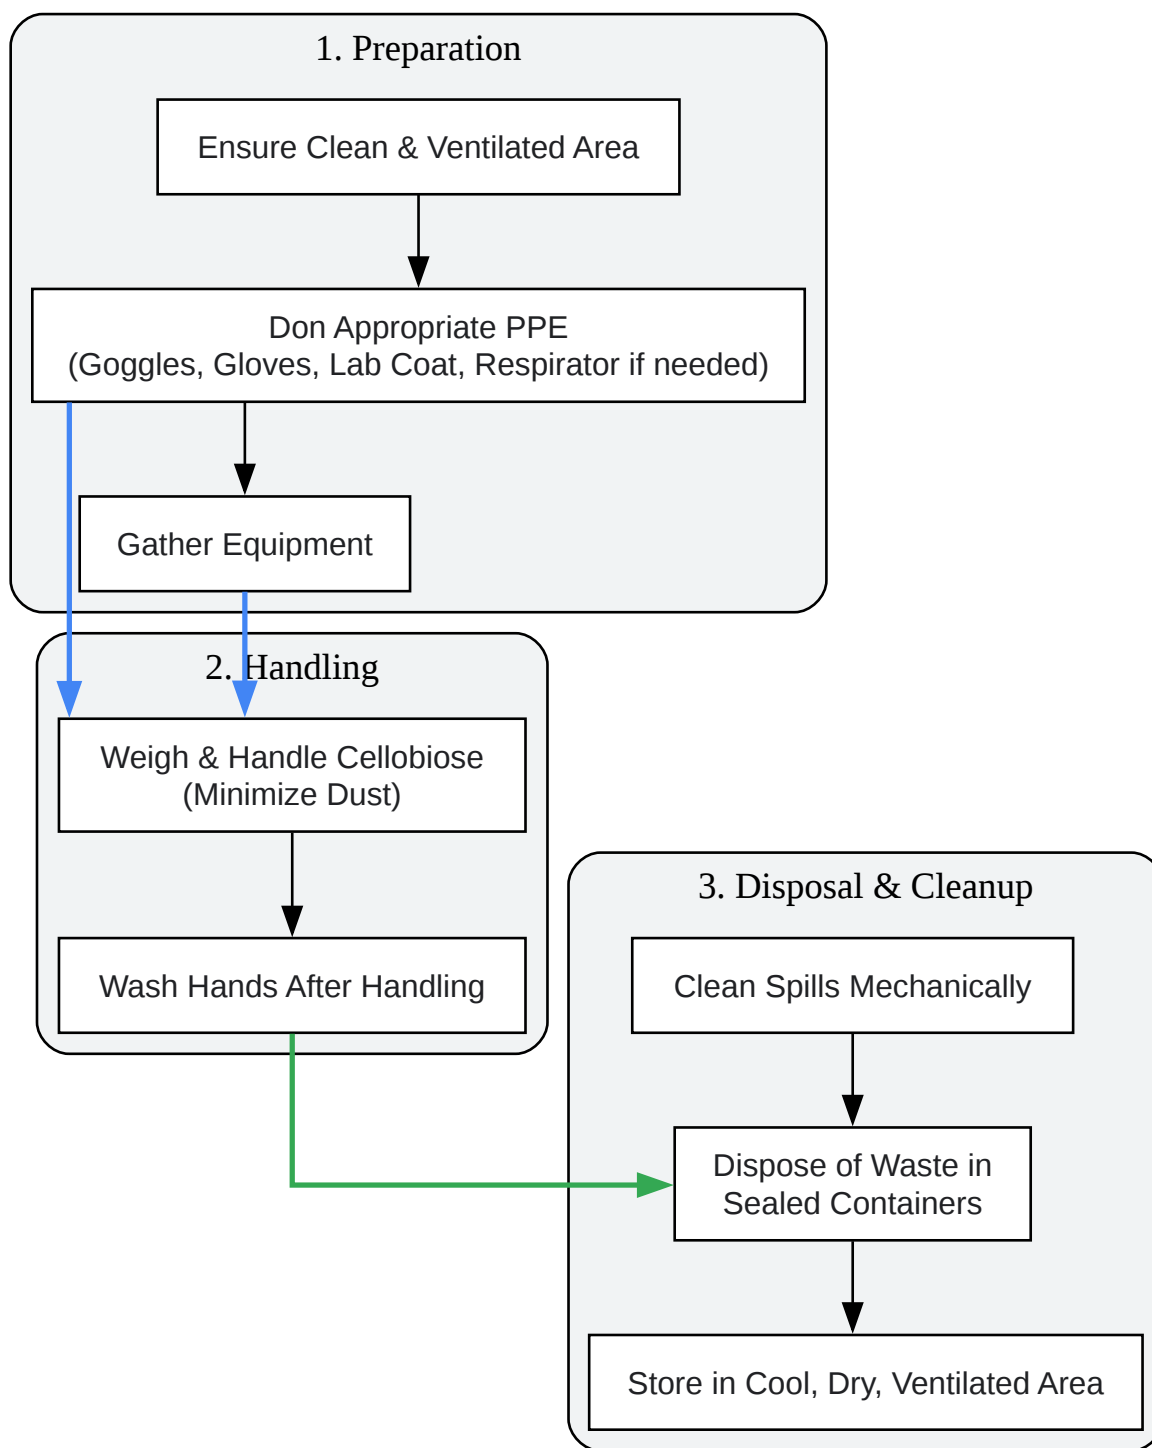 1. Preparation
Ensure Clean & Ventilated Area
Don Appropriate PPE
(Goggles, Gloves, Lab Coat, Respirator if needed)
Gather Equipment
2. Handling
Weigh & Handle Cellobiose
(Minimize Dust)
Wash Hands After Handling
3. Disposal & Cleanup
Clean Spills Mechanically
Dispose of Waste in
Sealed Containers
Store in Cool, Dry, Ventilated Area